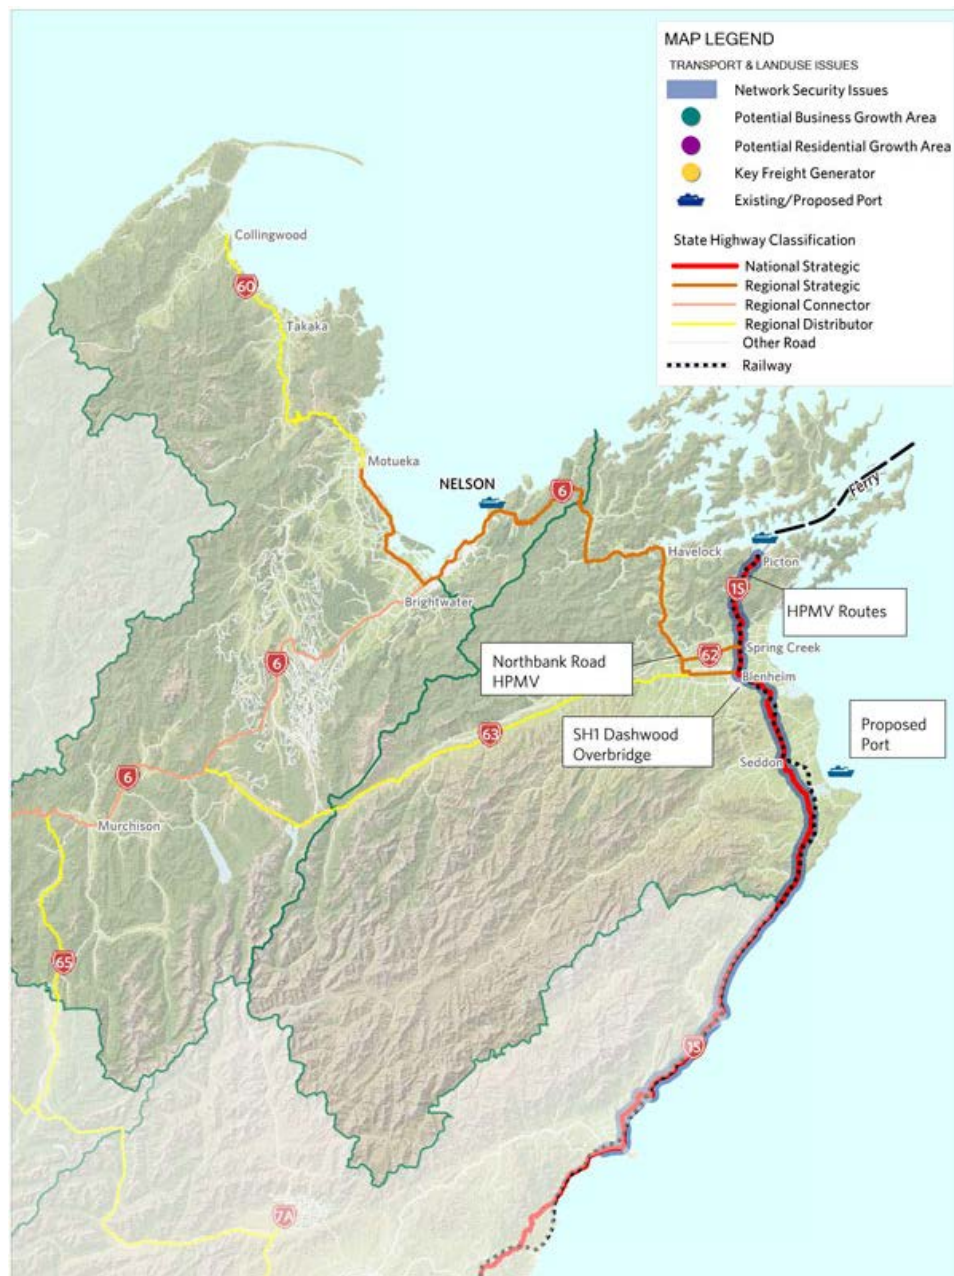 MAP LEGEND
TRANSPORT & LANDUSE ISSUES
Network Security Issues
Potential Business Growth Area
Potential Residential Growth Area
Key Freight Generator
Existing/Proposed Port
State Highway Classification
National Strategic
Regional Strategic
Regional Connector
Regional Distributor
Other Road
Railway
Collingwood
60
Takaka
Motueka
NELSON
6
Ferry
Havelock
Picton
1S
HPMV Routes
Brightwater
Spring Creek
62
Northbank Road
HPMV
6
Blenheim
SH1 Dashwood
Overbridge
Proposed
Port
63
Seddon
6
Murchison
65
1S
7A